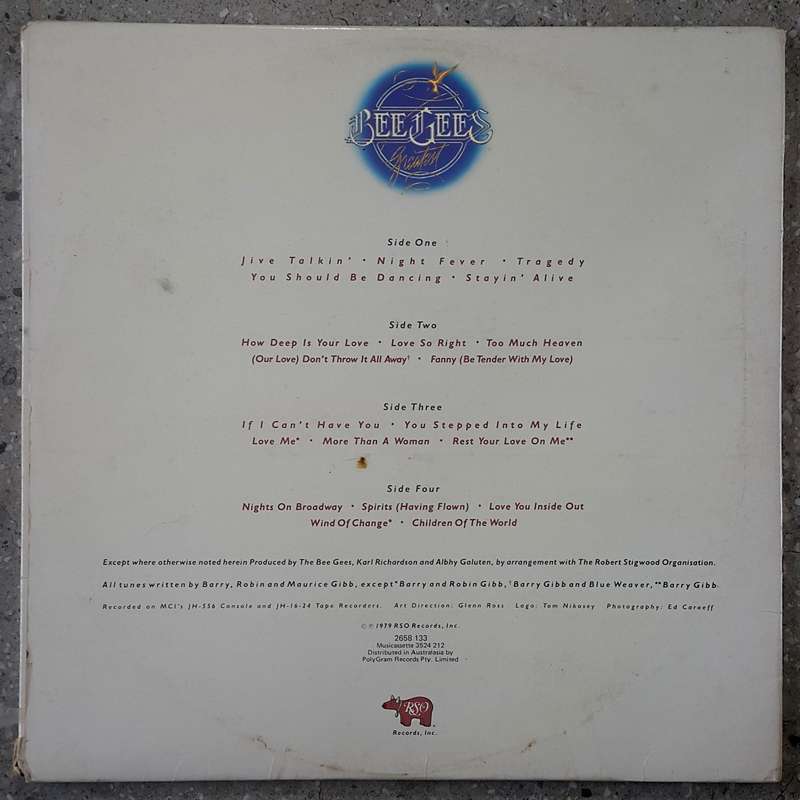 BEE GEES
Greatest
Side One
Jive Talkin' • Night Fever • Tragedy
You Should Be Dancing • Stayin' Alive
Side Two
How Deep Is Your Love • Love So Right • Too Much Heaven
(Our Love) Don't Throw It All Away† • Fanny (Be Tender With My Love)
Side Three
If I Can't Have You • You Stepped Into My Life
Love Me* • More Than A Woman • Rest Your Love On Me**
Side Four
Nights On Broadway • Spirits (Having Flown) • Love You Inside Out
Wind Of Change* • Children Of The World
Except where otherwise noted herein Produced by The Bee Gees, Karl Richardson and Albhy Galuten, by arrangement with The Robert Stigwood Organisation.
All tunes written by Barry, Robin and Maurice Gibb, except *Barry and Robin Gibb, †Barry Gibb and Blue Weaver, **Barry Gibb
Recorded on MCI's JH-556 Console and JH-16-24 Tape Recorders. Art Direction: Glenn Ross Logo: Tom Nikosey Photography: Ed Caraeff
© ℗ 1979 RSO Records, Inc.
2658 133
Musicassette 3524 212
Distributed in Australasia by
PolyGram Records Pty. Limited
RSO
Records, Inc.